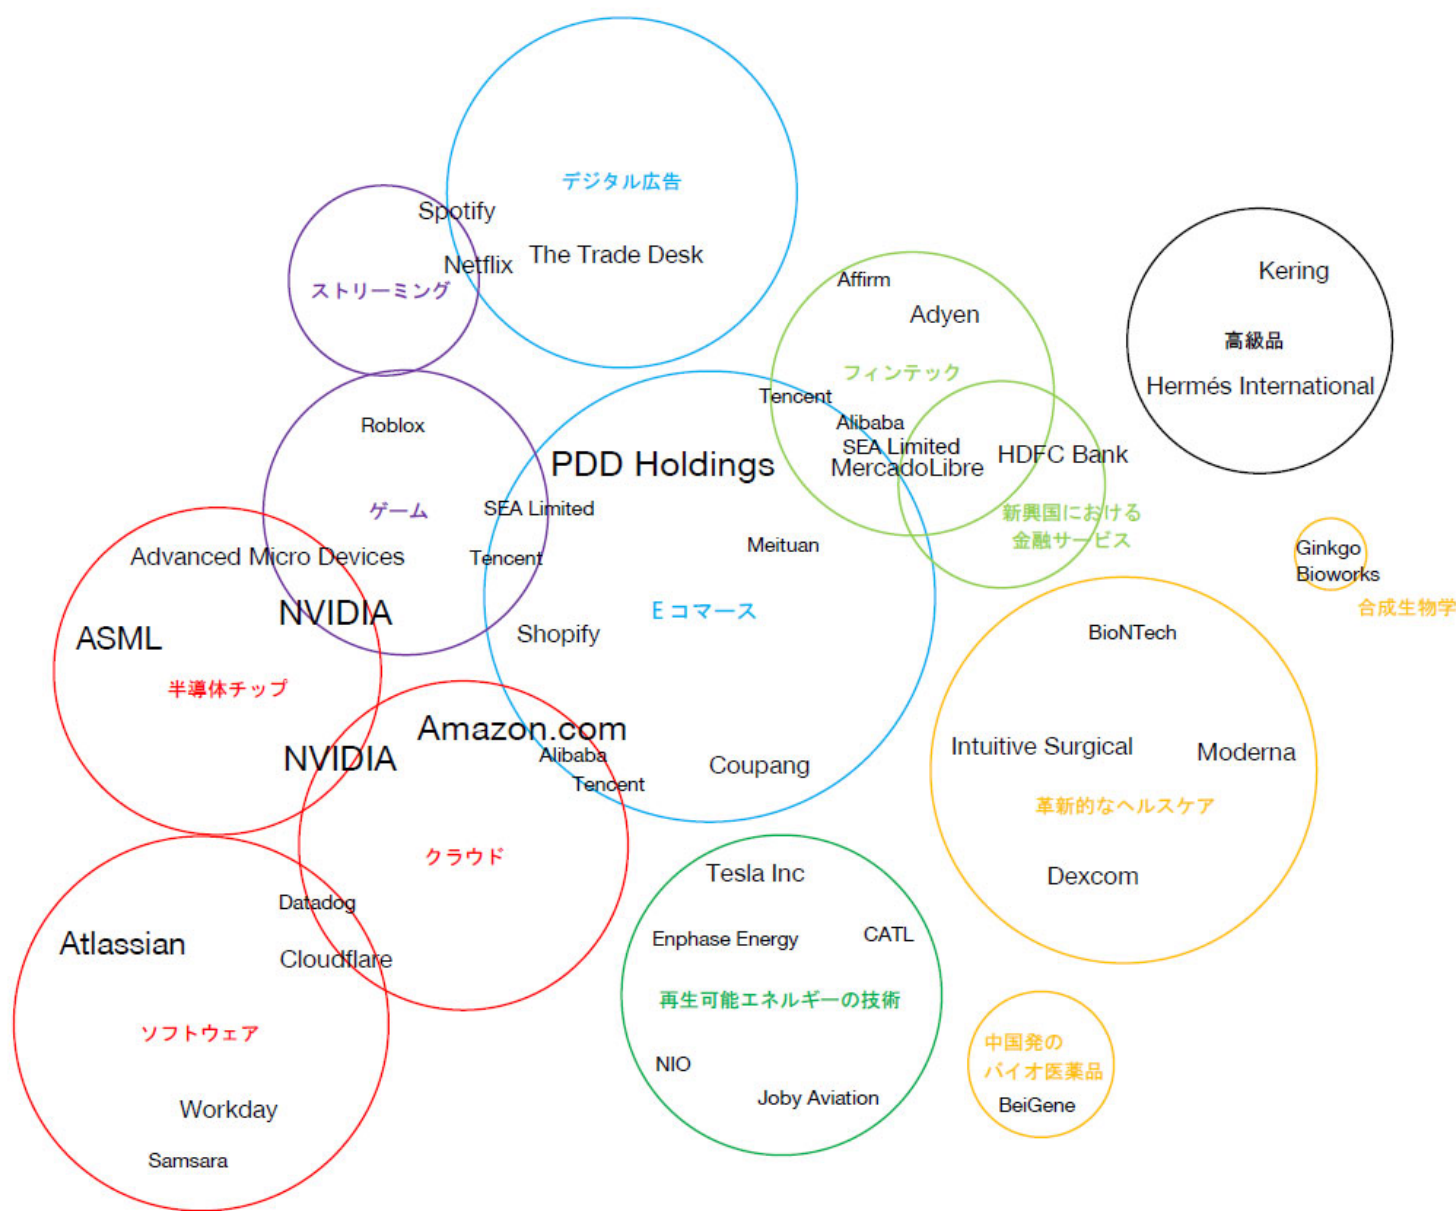 デジタル広告
Spotify
The Trade Desk
Netflix
ストリーミング
Affirm
Adyen
フィンテック
Tencent
Alibaba
SEA Limited
MercadoLibre
HDFC Bank
新興国における
金融サービス
Kering
高級品
Hermés International
Roblox
ゲーム
SEA Limited
Tencent
PDD Holdings
Meituan
Eコマース
Shopify
Amazon.com
Alibaba
Tencent
Coupang
Advanced Micro Devices
NVIDIA
ASML
半導体チップ
NVIDIA
クラウド
Datadog
Cloudflare
Atlassian
ソフトウェア
Workday
Samsara
Tesla Inc
Enphase Energy
CATL
再生可能エネルギーの技術
NIO
Joby Aviation
Ginkgo
Bioworks
合成生物学
BioNTech
Intuitive Surgical
Moderna
革新的なヘルスケア
Dexcom
中国発の
バイオ医薬品
BeiGene